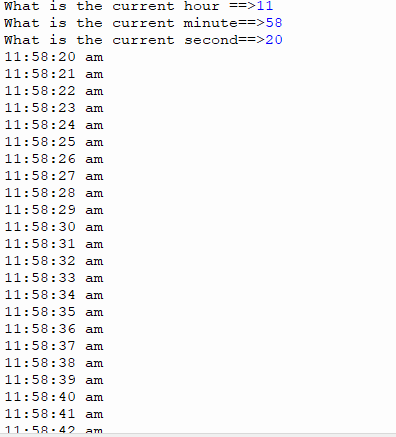 What is the current hour ==>11
What is the current minute==>58
What is the current second==>20
11:58:20 am
11:58:21 am
11:58:22 am
11:58:23 am
11:58:24 am
11:58:25 am
11:58:26 am
11:58:27 am
11:58:28 am
11:58:29 am
11:58:30 am
11:58:31 am
11:58:32 am
11:58:33 am
11:58:34 am
11:58:35 am
11:58:36 am
11:58:37 am
11:58:38 am
11:58:39 am
11:58:40 am
11:58:41 am
11:58:42 am